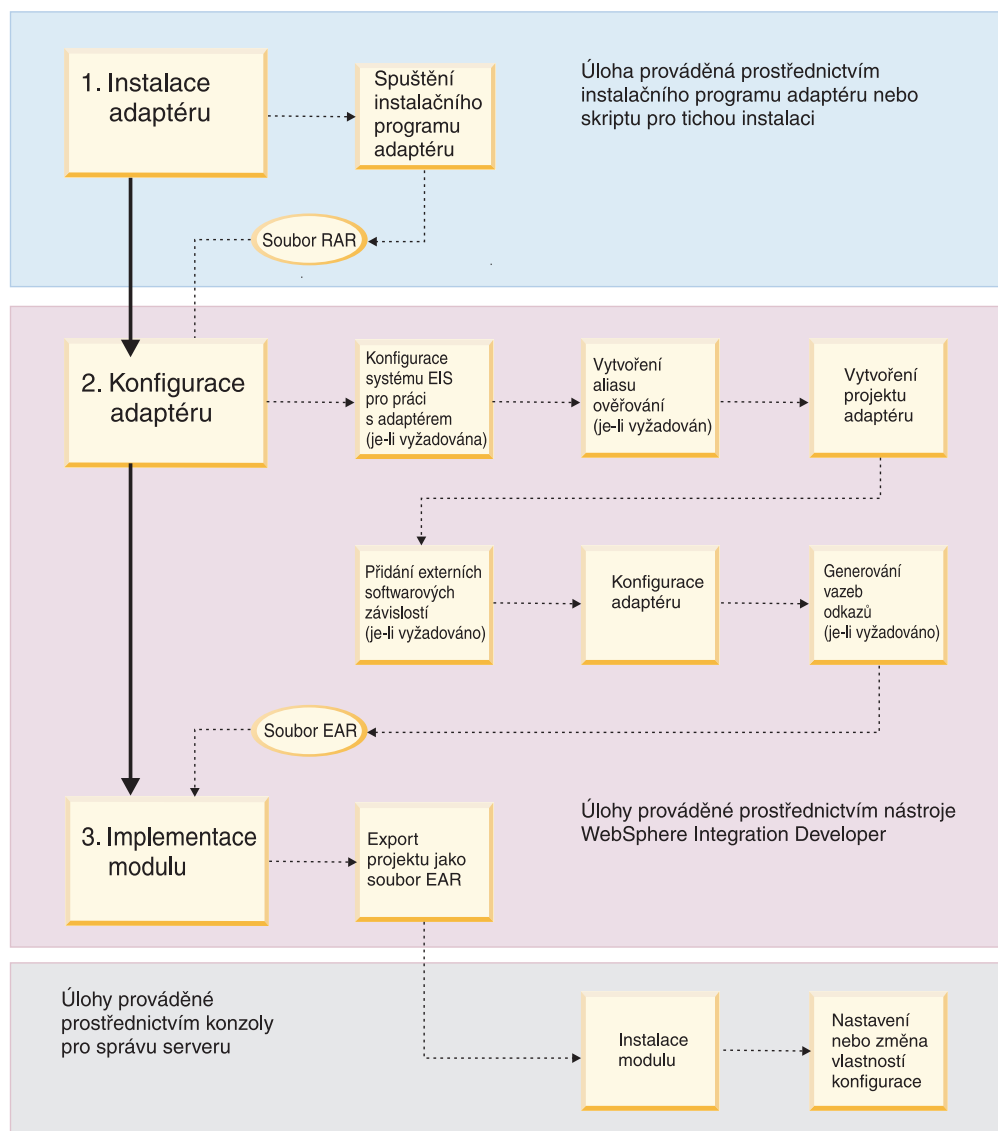 1. Instalace
adaptéru
Spuštění
instalačního
programu
adaptéru
Úloha prováděná prostřednictvím
instalačního programu adaptéru nebo
skriptu pro tichou instalaci
Soubor RAR
2. Konfigurace
adaptéru
Konfigurace
systému EIS
pro práci
s adaptérem
(je-li vyžadována)
Vytvoření
aliasu
ověřování
(je-li vyžadován)
Vytvoření
projektu
adaptéru
Přidání externích
softwarových
závislostí
(je-li vyžadováno)
Konfigurace
adaptéru
Generování
vazeb
odkazů
(je-li vyžadováno)
Soubor EAR
3. Implementace
modulu
Export
projektu jako
soubor EAR
Úlohy prováděné prostřednictvím nástroje
WebSphere Integration Developer
Úlohy prováděné
prostřednictvím konzoly
pro správu serveru
Instalace
modulu
Nastavení
nebo změna
vlastností
konfigurace